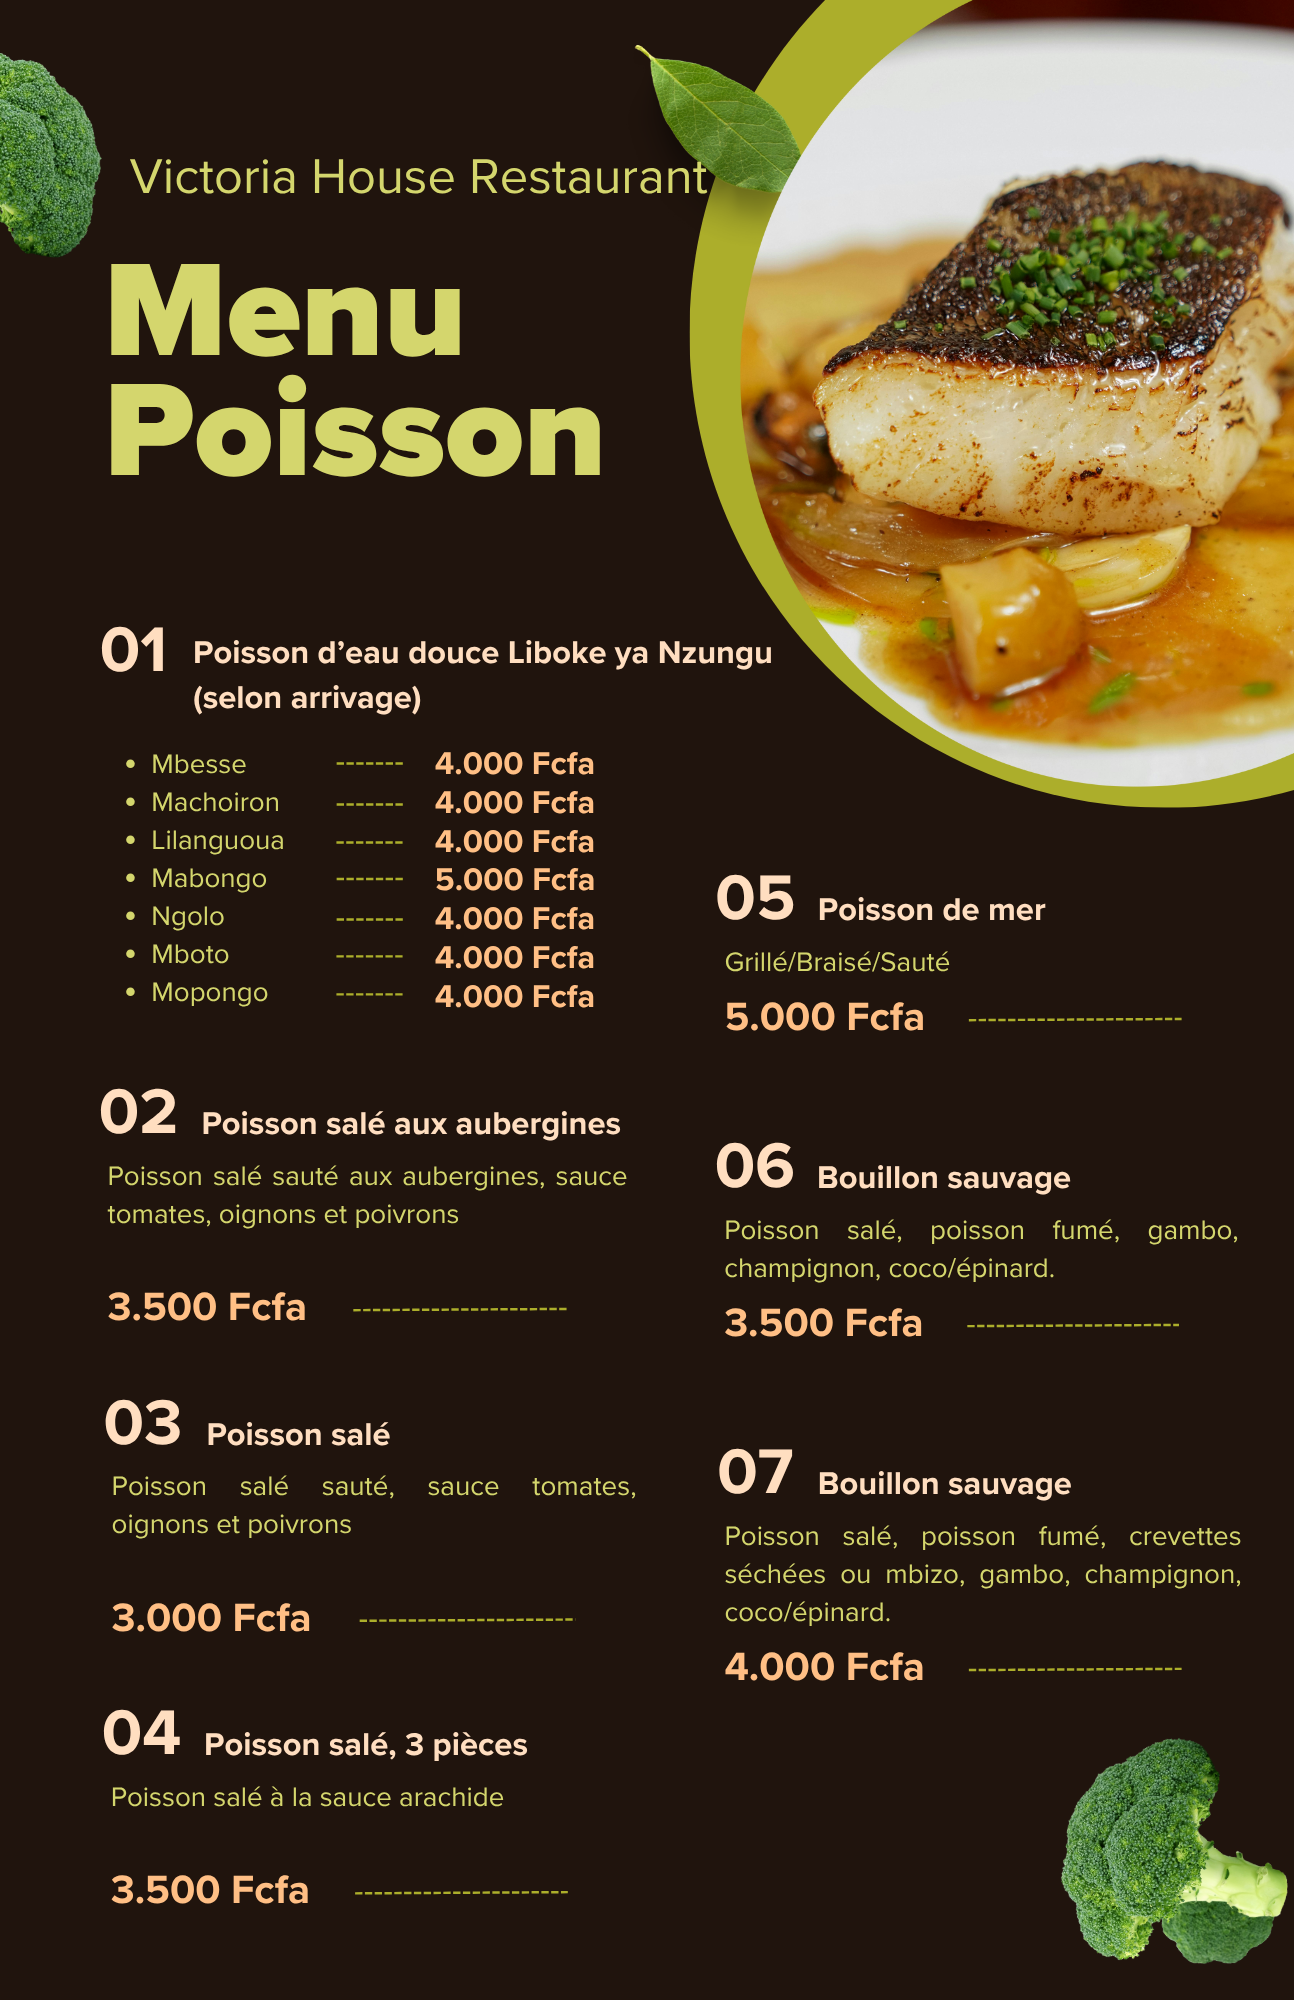 Victoria House Restaurant
Menu
Poisson
01 Poisson d’eau douce Liboke ya Nzungu
(selon arrivage)
• Mbesse ------- 4.000 Fcfa
• Machoiron ------- 4.000 Fcfa
• Lilanguoua ------- 4.000 Fcfa
• Mabongo ------- 5.000 Fcfa
• Ngolo ------- 4.000 Fcfa
• Mboto ------- 4.000 Fcfa
• Mopongo ------- 4.000 Fcfa
02 Poisson salé aux aubergines
Poisson salé sauté aux aubergines, sauce
tomates, oignons et poivrons
3.500 Fcfa ----------------------
03 Poisson salé
Poisson salé sauté, sauce tomates,
oignons et poivrons
3.000 Fcfa ----------------------
04 Poisson salé, 3 pièces
Poisson salé à la sauce arachide
3.500 Fcfa ----------------------
05 Poisson de mer
Grillé/Braisé/Sauté
5.000 Fcfa ----------------------
06 Bouillon sauvage
Poisson salé, poisson fumé, gambo,
champignon, coco/épinard.
3.500 Fcfa ----------------------
07 Bouillon sauvage
Poisson salé, poisson fumé, crevettes
séchées ou mbizo, gambo, champignon,
coco/épinard.
4.000 Fcfa ----------------------